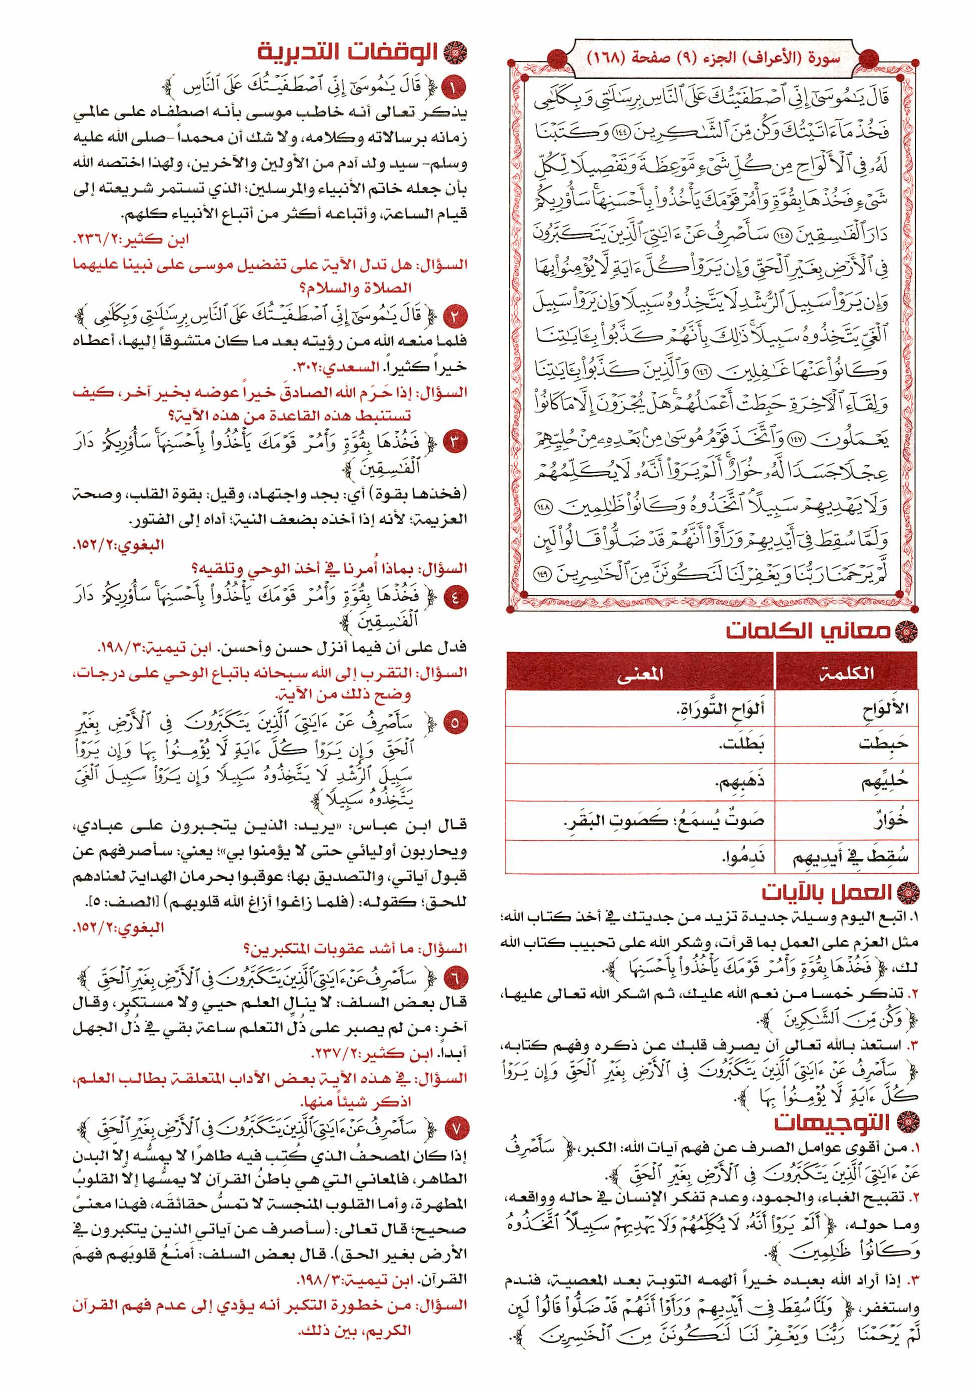 سورة (الأعراف) الجزء (٩) صفحة (١٦٨)
قَالَ يَٰمُوسَىٰٓ إِنِّي ٱصۡطَفَيۡتُكَ عَلَى ٱلنَّاسِ بِرِسَٰلَٰتِي وَبِكَلَٰمِي
فَخُذۡ مَآ ءَاتَيۡتُكَ وَكُن مِّنَ ٱلشَّٰكِرِينَ ١٤٤ وَكَتَبۡنَا
لَهُۥ فِي ٱلۡأَلۡوَاحِ مِن كُلِّ شَيۡءٖ مَّوۡعِظَةٗ وَتَفۡصِيلٗا لِّكُلِّ
شَيۡءٖ فَخُذۡهَا بِقُوَّةٖ وَأۡمُرۡ قَوۡمَكَ يَأۡخُذُواْ بِأَحۡسَنِهَاۚ سَأُوْرِيكُمۡ
دَارَ ٱلۡفَٰسِقِينَ ١٤٥ سَأَصۡرِفُ عَنۡ ءَايَٰتِيَ ٱلَّذِينَ يَتَكَبَّرُونَ
فِي ٱلۡأَرۡضِ بِغَيۡرِ ٱلۡحَقِّ وَإِن يَرَوۡاْ كُلَّ ءَايَةٖ لَّا يُؤۡمِنُواْ بِهَا
وَإِن يَرَوۡاْ سَبِيلَ ٱلرُّشۡدِ لَا يَتَّخِذُوهُ سَبِيلٗا وَإِن يَرَوۡاْ سَبِيلَ
ٱلۡغَيِّ يَتَّخِذُوهُ سَبِيلٗاۚ ذَٰلِكَ بِأَنَّهُمۡ كَذَّبُواْ بِـَٔايَٰتِنَا
وَكَانُواْ عَنۡهَا غَٰفِلِينَ ١٤٦ وَٱلَّذِينَ كَذَّبُواْ بِـَٔايَٰتِنَا
وَلِقَآءِ ٱلۡأٓخِرَةِ حَبِطَتۡ أَعۡمَٰلُهُمۡۚ هَلۡ يُجۡزَوۡنَ إِلَّا مَا كَانُواْ
يَعۡمَلُونَ ١٤٧ وَٱتَّخَذَ قَوۡمُ مُوسَىٰ مِنۢ بَعۡدِهِۦ مِنۡ حُلِيِّهِمۡ
عِجۡلٗا جَسَدٗا لَّهُۥ خُوَارٌۚ أَلَمۡ يَرَوۡاْ أَنَّهُۥ لَا يُكَلِّمُهُمۡ
وَلَا يَهۡدِيهِمۡ سَبِيلًاۘ ٱتَّخَذُوهُ وَكَانُواْ ظَٰلِمِينَ ١٤٨
وَلَمَّا سُقِطَ فِيٓ أَيۡدِيهِمۡ وَرَأَوۡاْ أَنَّهُمۡ قَدۡ ضَلُّواْ قَالُواْ لَئِن
لَّمۡ يَرۡحَمۡنَا رَبُّنَا وَيَغۡفِرۡ لَنَا لَنَكُونَنَّ مِنَ ٱلۡخَٰسِرِينَ ١٤٩
معاني الكلمات
الكلمة المعنى
الأَلوَاحِ أَلوَاحِ التَّورَاةِ.
حَبِطَت بَطَلَت.
حُلِيِّهِم ذَهَبِهِم.
خُوَارٌ صَوتٌ يُسمَعُ؛ كَصَوتِ البَقَرِ.
سُقِطَ فِي أَيدِيهِم نَدِمُوا.
العمل بالآيات
١. اتبع اليوم وسيلة جديدة تزيد من جديتك في أخذ كتاب الله؛
مثل العزم على العمل بما قرأت، وشكر الله على تحبيب كتاب الله
لك، ﴿ فَخُذۡهَا بِقُوَّةٖ وَأۡمُرۡ قَوۡمَكَ يَأۡخُذُواْ بِأَحۡسَنِهَا ﴾.
٢. تذكر خمسا من نعم الله عليك، ثم اشكر الله تعالى عليها،
﴿ وَكُن مِّنَ ٱلشَّٰكِرِينَ ﴾.
٣. استعذ بالله تعالى أن يصرف قلبك عن ذكره وفهم كتابه،
﴿ سَأَصۡرِفُ عَنۡ ءَايَٰتِيَ ٱلَّذِينَ يَتَكَبَّرُونَ فِي ٱلۡأَرۡضِ بِغَيۡرِ ٱلۡحَقِّ وَإِن يَرَوۡاْ
كُلَّ ءَايَةٖ لَّا يُؤۡمِنُواْ بِهَا ﴾.
التوجيهات
١. من أقوى عوامل الصرف عن فهم آيات الله: الكبر، ﴿ سَأَصۡرِفُ
عَنۡ ءَايَٰتِيَ ٱلَّذِينَ يَتَكَبَّرُونَ فِي ٱلۡأَرۡضِ بِغَيۡرِ ٱلۡحَقِّ ﴾.
٢. تقبيح الغباء، والجمود، وعدم تفكر الإنسان في حاله وواقعه،
وما حوله، ﴿ أَلَمۡ يَرَوۡاْ أَنَّهُۥ لَا يُكَلِّمُهُمۡ وَلَا يَهۡدِيهِمۡ سَبِيلًاۘ ٱتَّخَذُوهُ
وَكَانُواْ ظَٰلِمِينَ ﴾.
٣. إذا أراد الله بعبده خيراً ألهمه التوبة بعد المعصية، فندم
واستغفر، ﴿ وَلَمَّا سُقِطَ فِيٓ أَيۡدِيهِمۡ وَرَأَوۡاْ أَنَّهُمۡ قَدۡ ضَلُّواْ قَالُواْ لَئِن
لَّمۡ يَرۡحَمۡنَا رَبُّنَا وَيَغۡفِرۡ لَنَا لَنَكُونَنَّ مِنَ ٱلۡخَٰسِرِينَ ﴾.
الوقفات التدبرية
١ ﴿ قَالَ يَٰمُوسَىٰٓ إِنِّي ٱصۡطَفَيۡتُكَ عَلَى ٱلنَّاسِ ﴾
يذكر تعالى أنه خاطب موسى بأنه اصطفاه على عالمي
زمانه برسالاته وكلامه، ولا شك أن محمداً -صلى الله عليه
وسلم- سيد ولد آدم من الأولين والآخرين، ولهذا اختصه الله
بأن جعله خاتم الأنبياء والمرسلين؛ الذي تستمر شريعته إلى
قيام الساعة، وأتباعه أكثر من أتباع الأنبياء كلهم.
ابن كثير:٢٣٦/٢.
السؤال: هل تدل الآية على تفضيل موسى على نبينا عليهما
الصلاة والسلام؟
٢ ﴿ قَالَ يَٰمُوسَىٰٓ إِنِّي ٱصۡطَفَيۡتُكَ عَلَى ٱلنَّاسِ بِرِسَٰلَٰتِي وَبِكَلَٰمِي ﴾
فلما منعه الله من رؤيته بعد ما كان متشوقاً إليها، أعطاه
خيراً كثيراً. السعدي:٣٠٢.
السؤال: إذا حَرَم الله الصادقَ خيراً عوضه بخير آخر، كيف
تستنبط هذه القاعدة من هذه الآية؟
٣ ﴿ فَخُذۡهَا بِقُوَّةٖ وَأۡمُرۡ قَوۡمَكَ يَأۡخُذُواْ بِأَحۡسَنِهَاۚ سَأُوْرِيكُمۡ دَارَ
ٱلۡفَٰسِقِينَ ﴾
(فخذها بقوة) أي: بجد واجتهاد، وقيل: بقوة القلب، وصحة
العزيمة؛ لأنه إذا أخذه بضعف النية؛ أداه إلى الفتور.
البغوي:١٥٢/٢.
السؤال: بماذا أُمرنا في أخذ الوحي وتلقيه؟
٤ ﴿ فَخُذۡهَا بِقُوَّةٖ وَأۡمُرۡ قَوۡمَكَ يَأۡخُذُواْ بِأَحۡسَنِهَاۚ سَأُوْرِيكُمۡ دَارَ
ٱلۡفَٰسِقِينَ ﴾
فدل على أن فيما أنزل حسن وأحسن. ابن تيمية:١٩٨/٣.
السؤال: التقرب إلى الله سبحانه باتباع الوحي على درجات،
وضح ذلك من الآية.
٥ ﴿ سَأَصۡرِفُ عَنۡ ءَايَٰتِيَ ٱلَّذِينَ يَتَكَبَّرُونَ فِي ٱلۡأَرۡضِ بِغَيۡرِ
ٱلۡحَقِّ وَإِن يَرَوۡاْ كُلَّ ءَايَةٖ لَّا يُؤۡمِنُواْ بِهَا وَإِن يَرَوۡاْ
سَبِيلَ ٱلرُّشۡدِ لَا يَتَّخِذُوهُ سَبِيلٗا وَإِن يَرَوۡاْ سَبِيلَ ٱلۡغَيِّ
يَتَّخِذُوهُ سَبِيلٗا ﴾
قال ابن عباس: «يريد: الذين يتجبرون على عبادي،
ويحاربون أوليائي حتى لا يؤمنوا بي»؛ يعني: سأصرفهم عن
قبول آياتي، والتصديق بها؛ عوقبوا بحرمان الهداية لعنادهم
للحق؛ كقوله: (فلما زاغوا أزاغ الله قلوبهم) [الصف: ٥].
البغوي:١٥٢/٢.
السؤال: ما أشد عقوبات المتكبرين؟
٦ ﴿ سَأَصۡرِفُ عَنۡ ءَايَٰتِيَ ٱلَّذِينَ يَتَكَبَّرُونَ فِي ٱلۡأَرۡضِ بِغَيۡرِ ٱلۡحَقِّ ﴾
قال بعض السلف: لا ينال العلم حيي ولا مستكبر، وقال
آخر: من لم يصبر على ذُلِّ التعلم ساعة بقي في ذُل الجهل
أبداً. ابن كثير:٢٣٧/٢.
السؤال: في هذه الآية بعض الآداب المتعلقة بطالب العلم،
اذكر شيئاً منها.
٧ ﴿ سَأَصۡرِفُ عَنۡ ءَايَٰتِيَ ٱلَّذِينَ يَتَكَبَّرُونَ فِي ٱلۡأَرۡضِ بِغَيۡرِ ٱلۡحَقِّ ﴾
إذا كان المصحفُ الذي كُتِب فيه طاهرا لا يمسُّه إلّا البدن
الطاهر، فالمعاني التي هي باطنُ القرآن لا يمسُّها إلّا القلوبُ
المطهرة، وأما القلوب المنجسة لا تمسُّ حقائقَه، فهذا معنىً
صحيح؛ قال تعالى: (سأصرف عن آياتي الذين يتكبرون في
الأرض بغير الحق). قال بعض السلف: أَمنَعُ قلوبَهم فهمَ
القرآن. ابن تيمية:١٩٨/٣.
السؤال: من خطورة التكبر أنه يؤدي إلى عدم فهم القرآن
الكريم، بين ذلك.